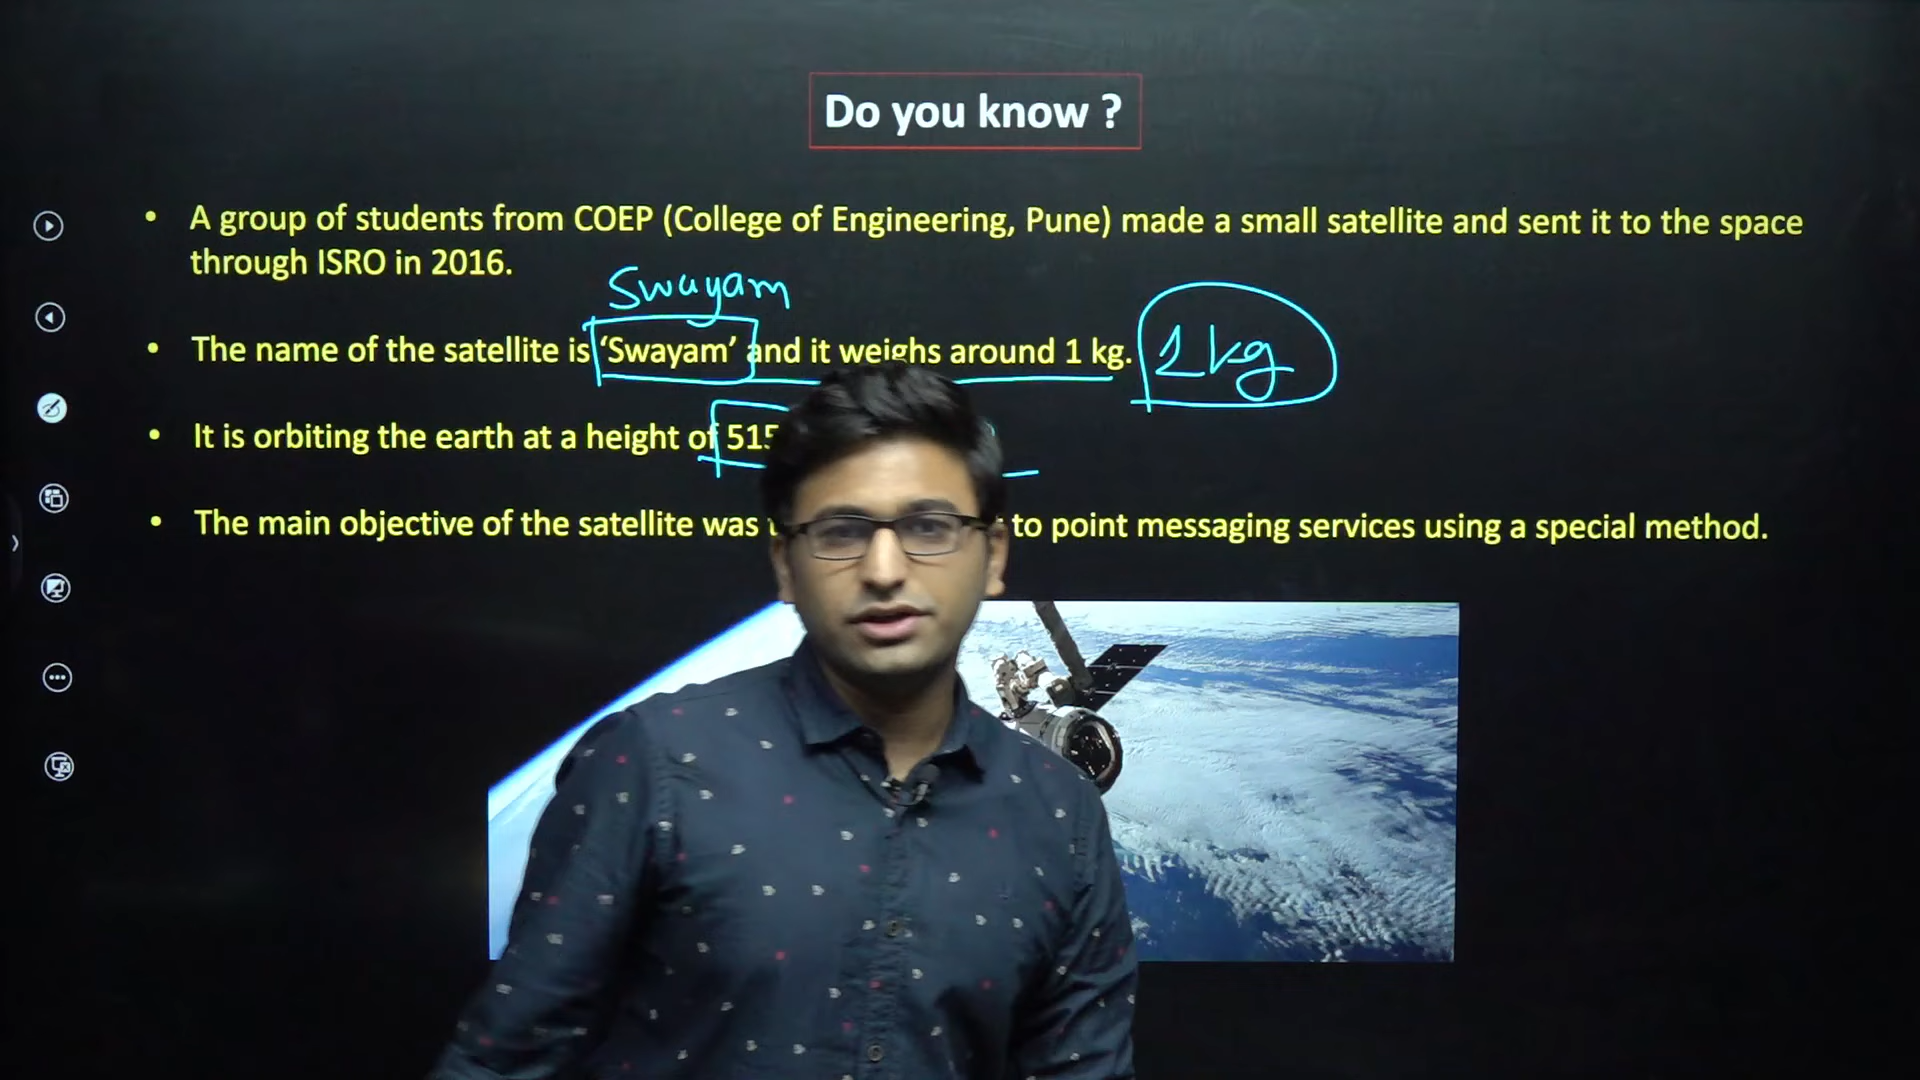 Do you know ?
• A group of students from COEP (College of Engineering, Pune) made a small satellite and sent it to the space
through ISRO in 2016.
Swayam
• The name of the satellite is ‘Swayam’ and it weighs around 1 kg. 1 kg
• It is orbiting the earth at a height of 515
• The main objective of the satellite was to point messaging services using a special method.